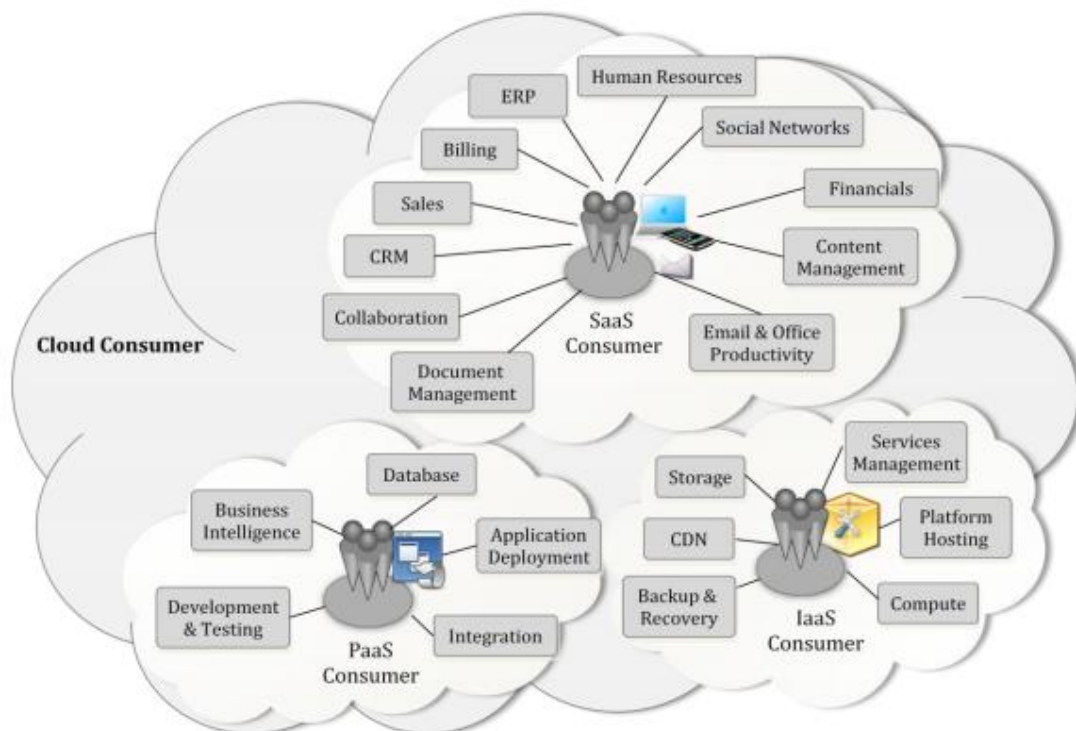 Human Resources
ERP
Social Networks
Billing
Financials
Sales
Content
Management
CRM
Collaboration
SaaS
Consumer
Email & Office
Productivity
Document
Management
Cloud Consumer
Database
Business
Intelligence
Application
Deployment
Development
& Testing
Integration
PaaS
Consumer
Services
Management
Storage
Platform
Hosting
CDN
Backup &
Recovery
Compute
IaaS
Consumer